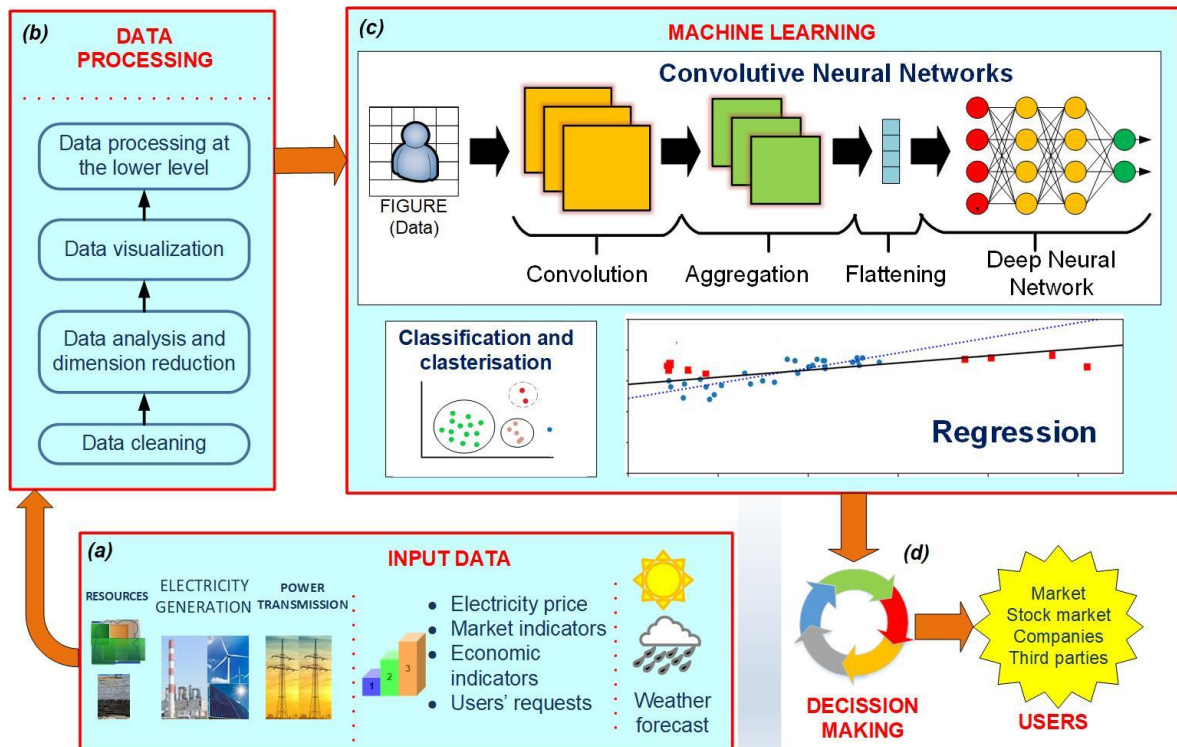 (b)
DATA
PROCESSING
Data processing at
the lower level
Data visualization
Data analysis and
dimension reduction
Data cleaning
(c)
MACHINE LEARNING
Convolutive Neural Networks
FIGURE
(Data)
Convolution
Aggregation
Flattening
Deep Neural
Network
Classification and
clasterisation
Regression
(a)
INPUT DATA
RESOURCES
ELECTRICITY
GENERATION
POWER
TRANSMISSION
1
2
3
• Electricity price
• Market indicators
• Economic
indicators
• Users' requests
Weather
forecast
(d)
DECISSION
MAKING
Market
Stock market
Companies
Third parties
USERS